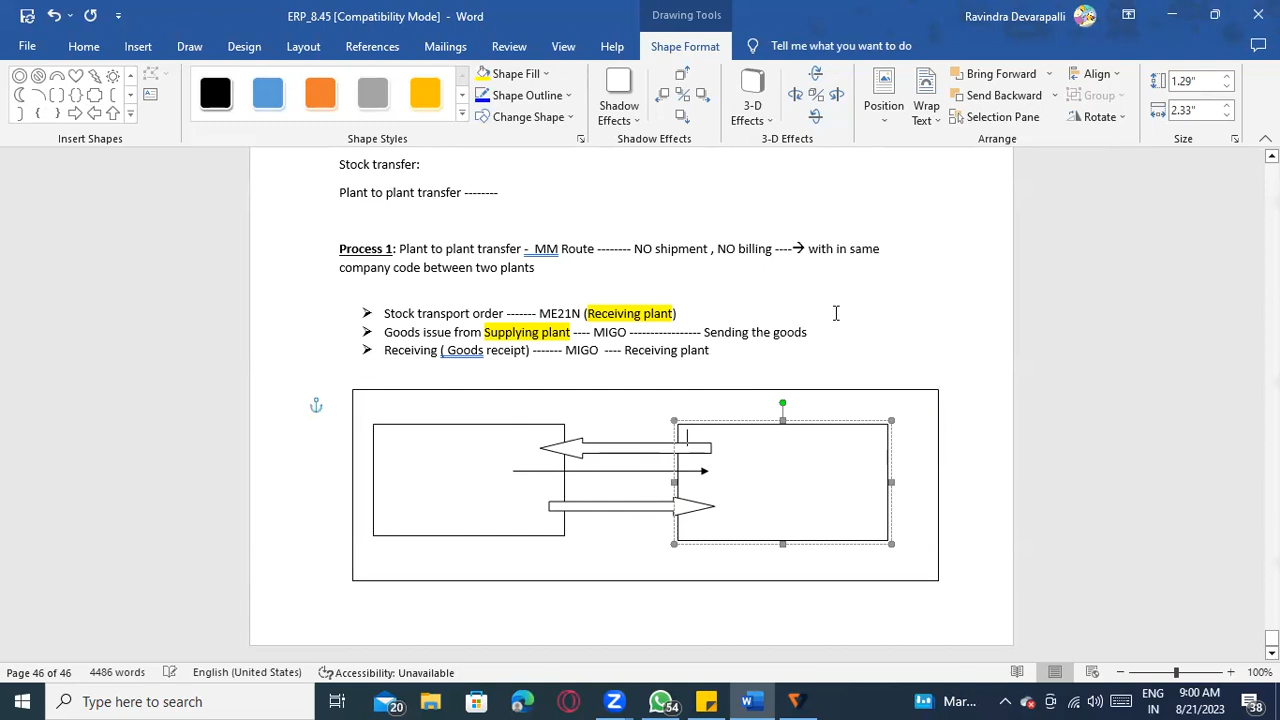 ERP_8.45 [Compatibility Mode] - Word
Drawing Tools
Ravindra Devarapalli
File Home Insert Draw Design Layout References Mailings Review View Help Shape Format Tell me what you want to do
Shape Fill
Shape Outline
Change Shape
Shadow Effects
3-D Effects
Position
Wrap Text
Bring Forward
Send Backward
Selection Pane
Align
Group
Rotate
1.29"
2.33"
Insert Shapes Shape Styles Shadow Effects 3-D Effects Arrange Size
Stock transfer:
Plant to plant transfer --------
Process 1: Plant to plant transfer - MM Route -------- NO shipment , NO billing ----→ with in same
company code between two plants
➢ Stock transport order ------- ME21N (Receiving plant)
➢ Goods issue from Supplying plant ---- MIGO ----------------- Sending the goods
➢ Receiving ( Goods receipt) ------- MIGO ---- Receiving plant
Page 46 of 46 4486 words English (United States) Accessibility: Unavailable 100%
Type here to search
20
54
Mar...
ENG
IN
9:00 AM
8/21/2023
38